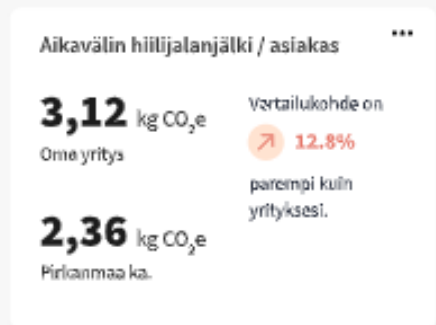 Aikavälin hiilijalanjälki / asiakas
3,12 kg CO₂e
Oma yritys
Vertailukohde on
12.8%
parempi kuin
yrityksesi.
2,36 kg CO₂e
Pirkanmaa ka.